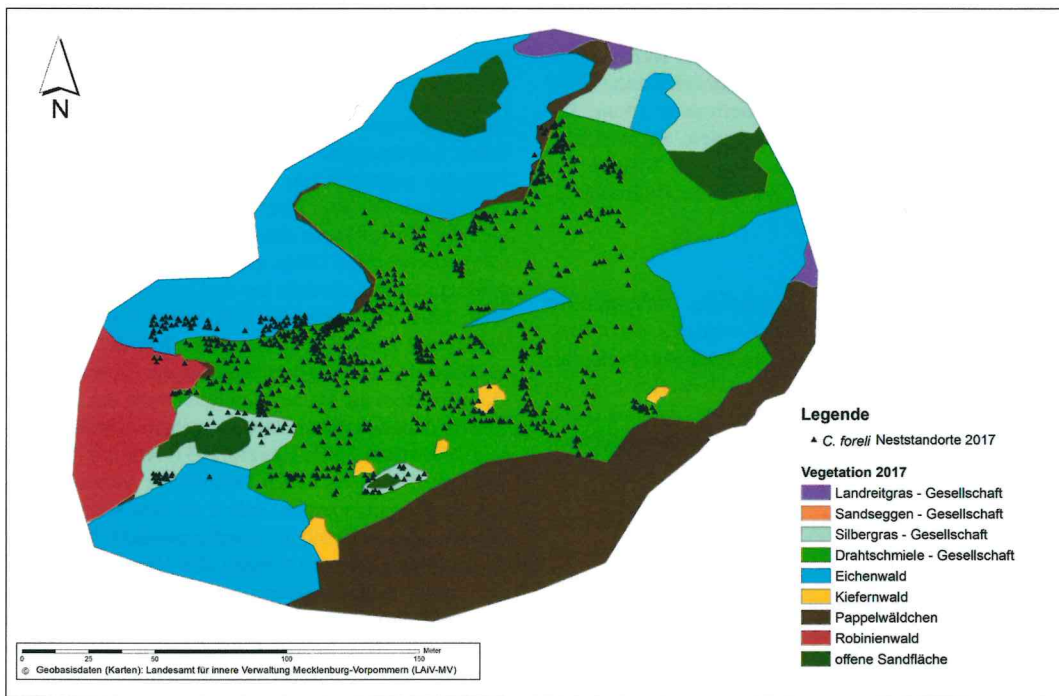 N
Legende
C. foreli Neststandorte 2017
Vegetation 2017
Landreitgras - Gesellschaft
Sandseggen - Gesellschaft
Silbergras - Gesellschaft
Drahtschmiele - Gesellschaft
Eichenwald
Kiefernwald
Pappelwäldchen
Robinienwald
offene Sandfläche
Meter
0 25 50 100 150
© Geobasisdaten (Karten): Landesamt für innere Verwaltung Mecklenburg-Vorpommern (LAiV-MV)